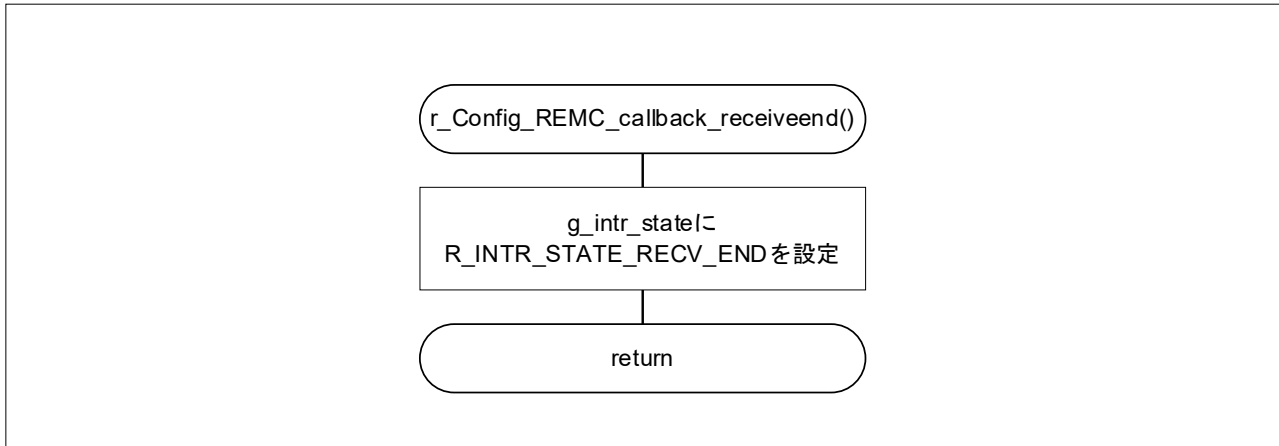 r_Config_REMC_callback_receiveend()
g_intr_stateに
R_INTR_STATE_RECV_ENDを設定
return